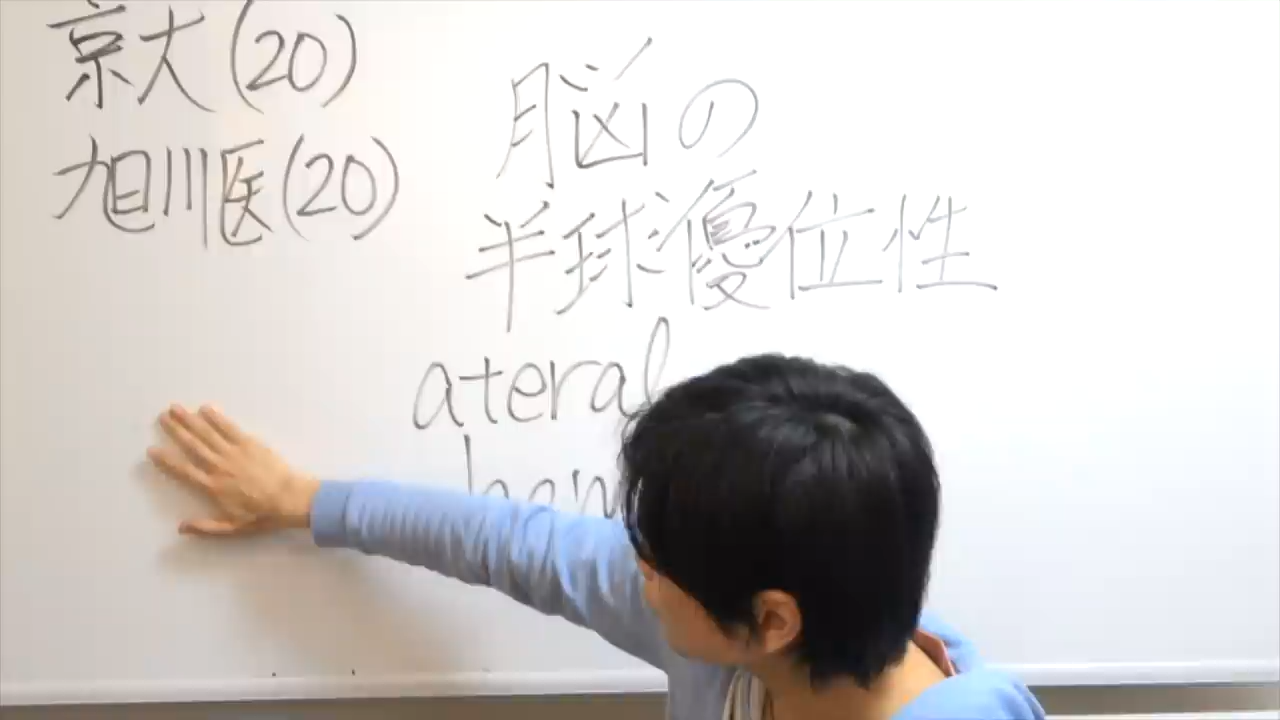 京大(20)
旭川医(20)
脳の
半球優位性
ateral